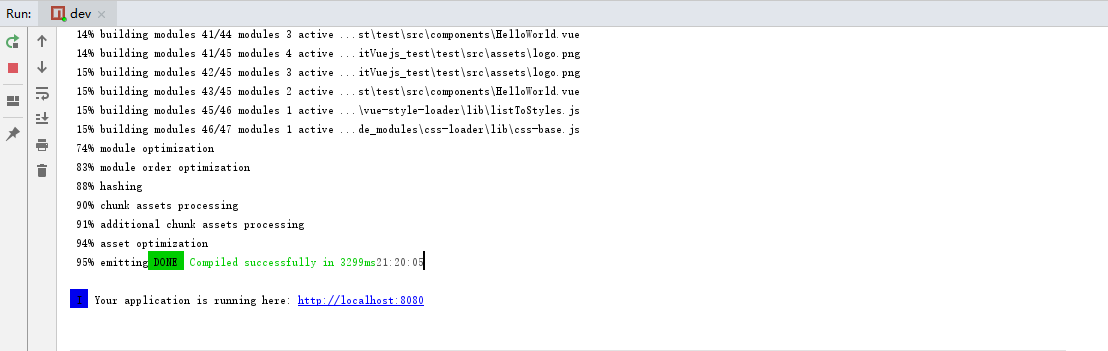 Run: dev
14% building modules 41/44 modules 3 active ...st\test\src\components\HelloWorld.vue
14% building modules 41/45 modules 4 active ...itVuejs_test\test\src\assets\logo.png
15% building modules 42/45 modules 3 active ...itVuejs_test\test\src\assets\logo.png
15% building modules 43/45 modules 2 active ...st\test\src\components\HelloWorld.vue
15% building modules 45/46 modules 1 active ...\vue-style-loader\lib\listToStyles.js
15% building modules 46/47 modules 1 active ...de_modules\css-loader\lib\css-base.js
74% module optimization
83% module order optimization
88% hashing
90% chunk assets processing
91% additional chunk assets processing
94% asset optimization
95% emitting DONE Compiled successfully in 3299ms21:20:05
Your application is running here: http://localhost:8080